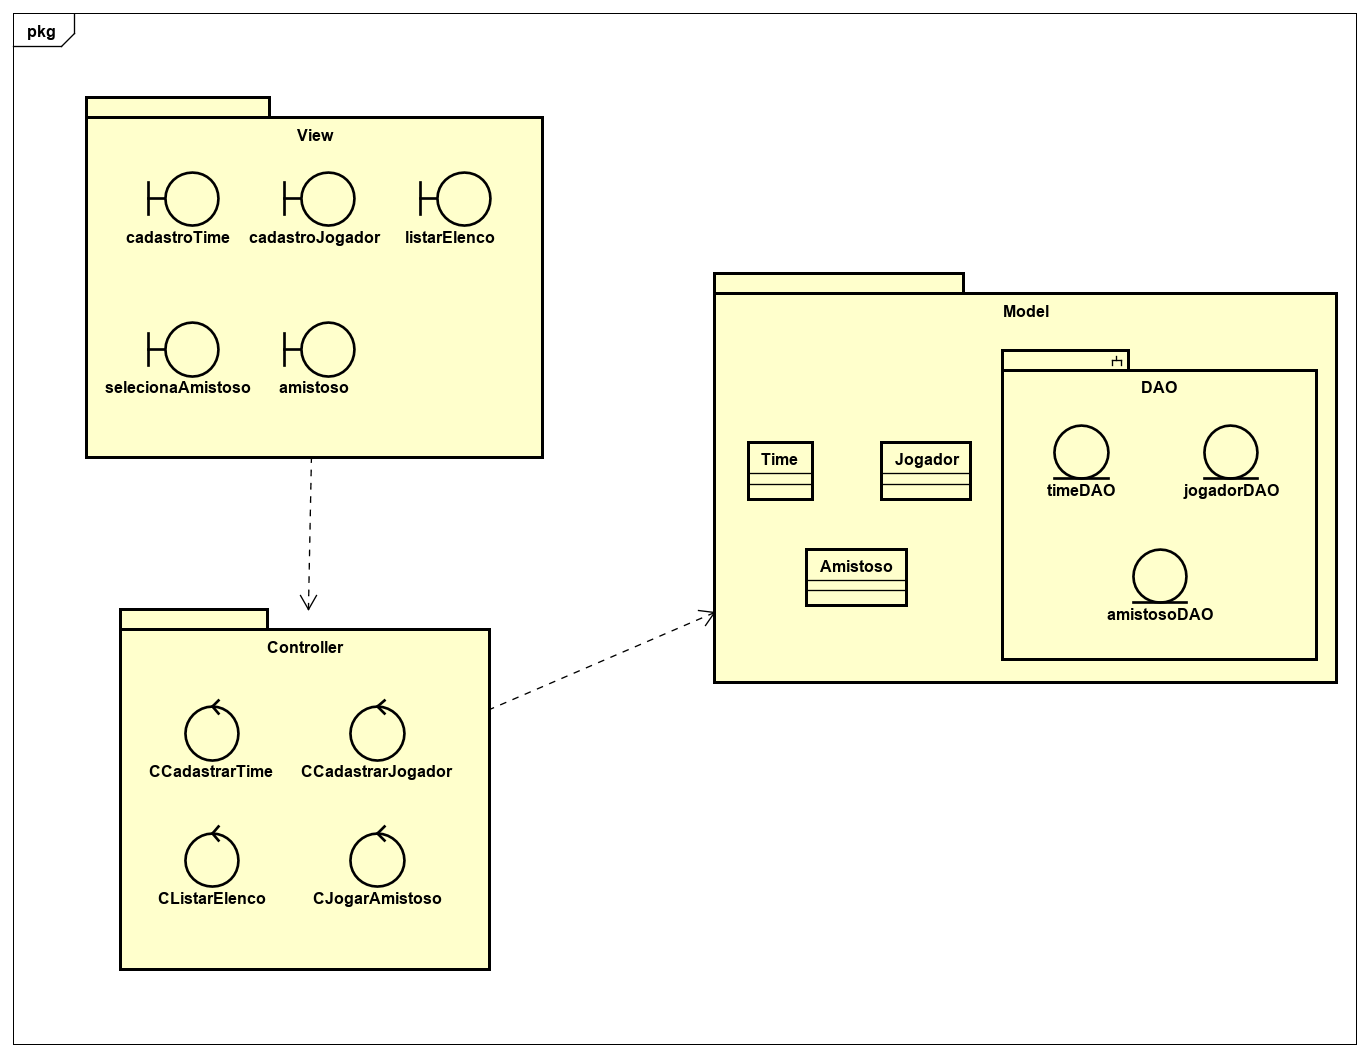 pkg
View
cadastroTime cadastroJogador listarElenco
selecionaAmistoso amistoso
Model
DAO
Time Jogador
timeDAO jogadorDAO
Amistoso
amistosoDAO
Controller
CCadastrarTime CCadastrarJogador
CListarElenco CJogarAmistoso